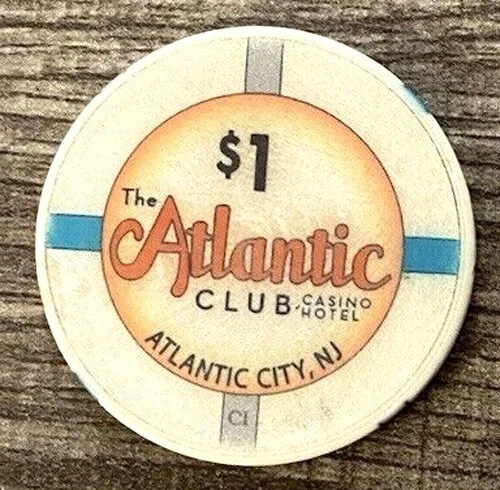 $1
The
Atlantic
CLUB CASINO
HOTEL
ATLANTIC CITY, NJ
CI